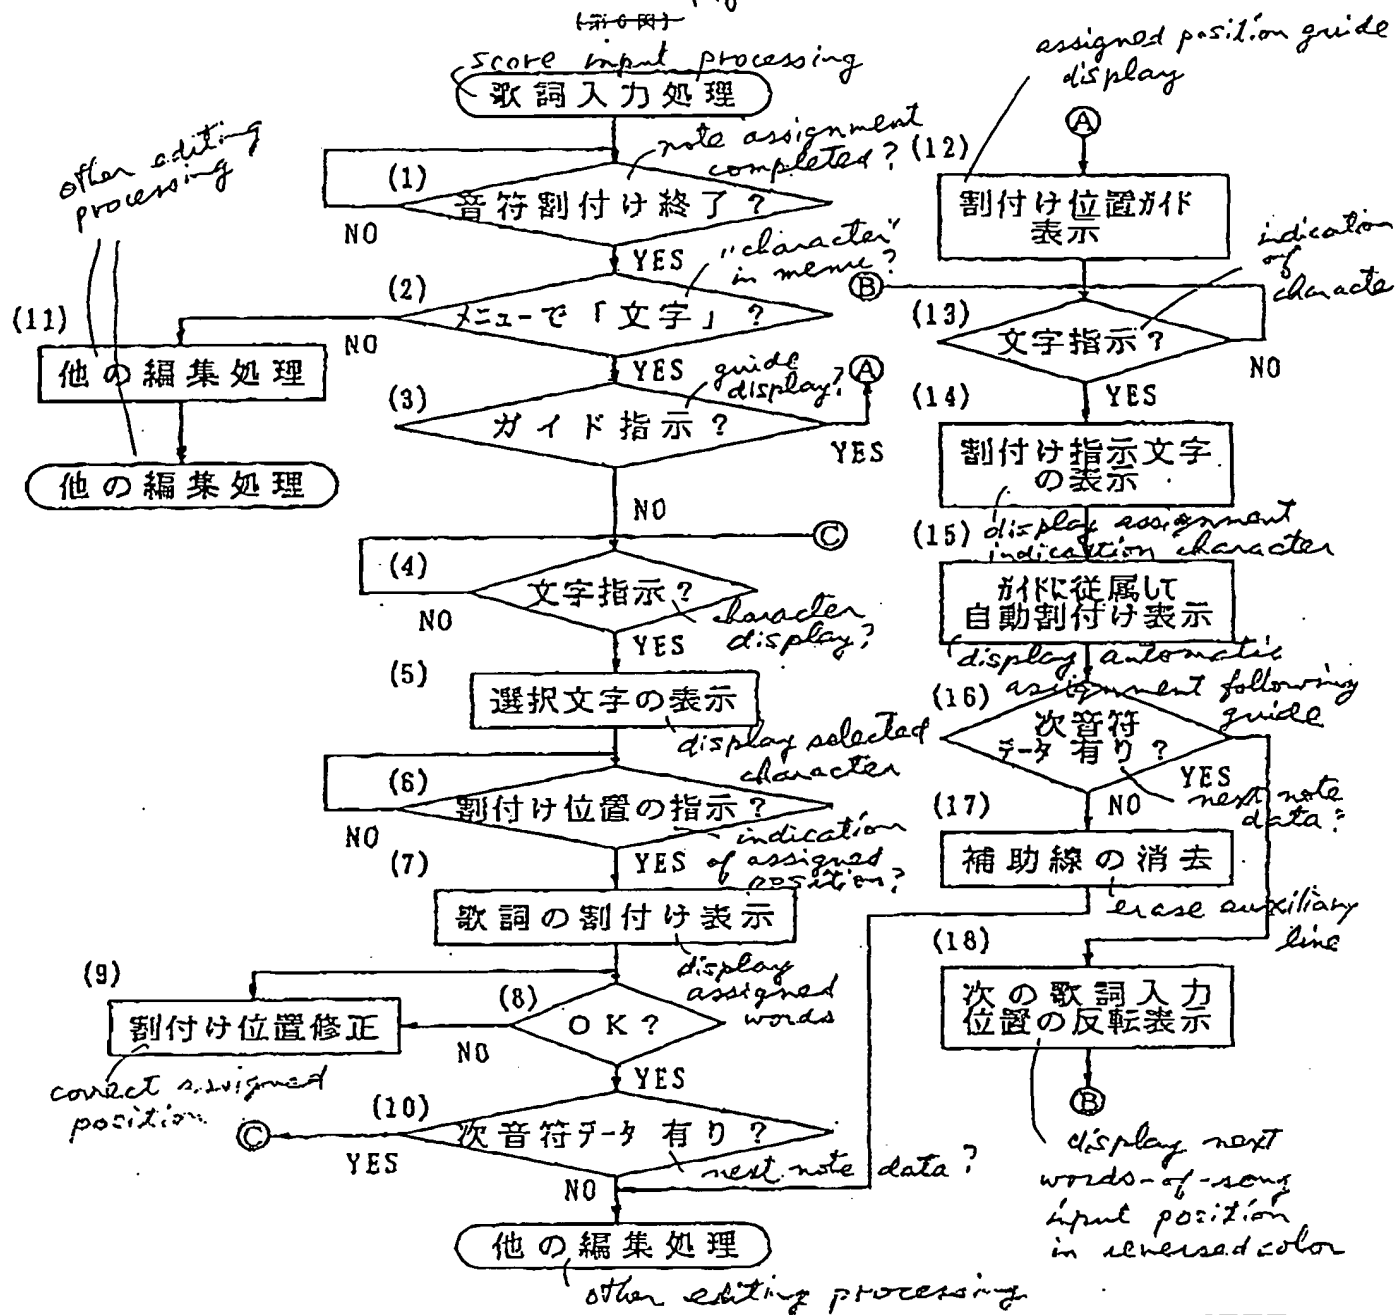 (第6図)
score input processing
歌詞入力処理
note assignment
completed?
(1)
音符割付け終了?
NO
YES
"character"
in menu?
(2)
メニューで「文字」?
NO
YES
other editing
processing
(11)
他の編集処理
他の編集処理
guide
display?
(3)
ガイド指示?
Ⓐ
YES
NO
Ⓒ
(4)
文字指示?
NO
YES
character
display?
(5)
選択文字の表示
display selected
character
(6)
割付け位置の指示?
NO
YES
indication
of assigned
position?
(7)
歌詞の割付け表示
display
assigned
words
(8)
OK?
NO
YES
(9)
割付け位置修正
correct assigned
position
(10)
次音符データ有り?
Ⓒ
YES
NO
next note data?
他の編集処理
other editing processing
assigned position guide
display
Ⓐ
(12)
割付け位置ガイド
表示
indication
of
characte
Ⓑ
(13)
文字指示?
NO
YES
(14)
割付け指示文字
の表示
display assignment
indication character
(15)
ガイドに従属して
自動割付け表示
display automatic
assignment following
guide
(16)
次音符
データ有り?
YES
NO
next note
data?
(17)
補助線の消去
erase auxiliary
line
(18)
次の歌詞入力
位置の反転表示
Ⓑ
display next
words-of-song
input position
in reversed color